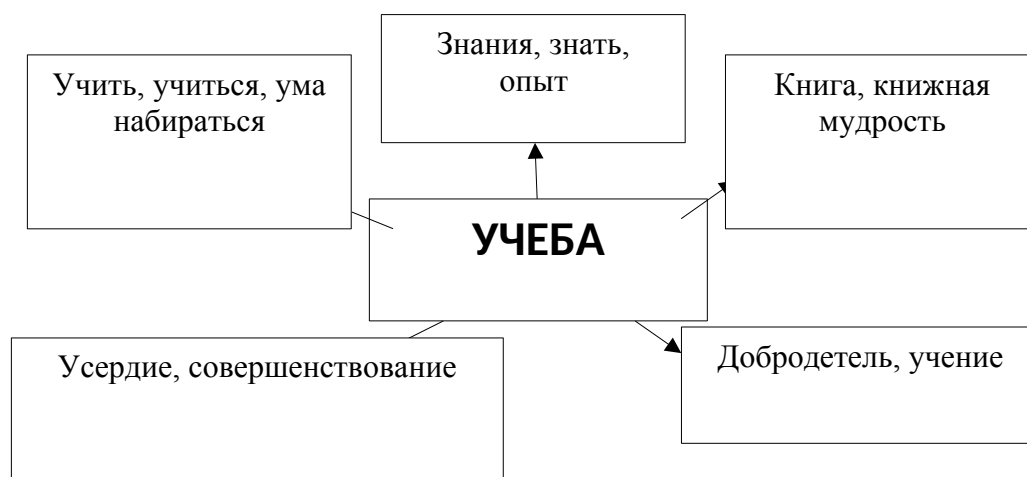 Знания, знать,
опыт
Учить, учиться, ума
набираться
Книга, книжная
мудрость
УЧЕБА
Усердие, совершенствование
Добродетель, учение